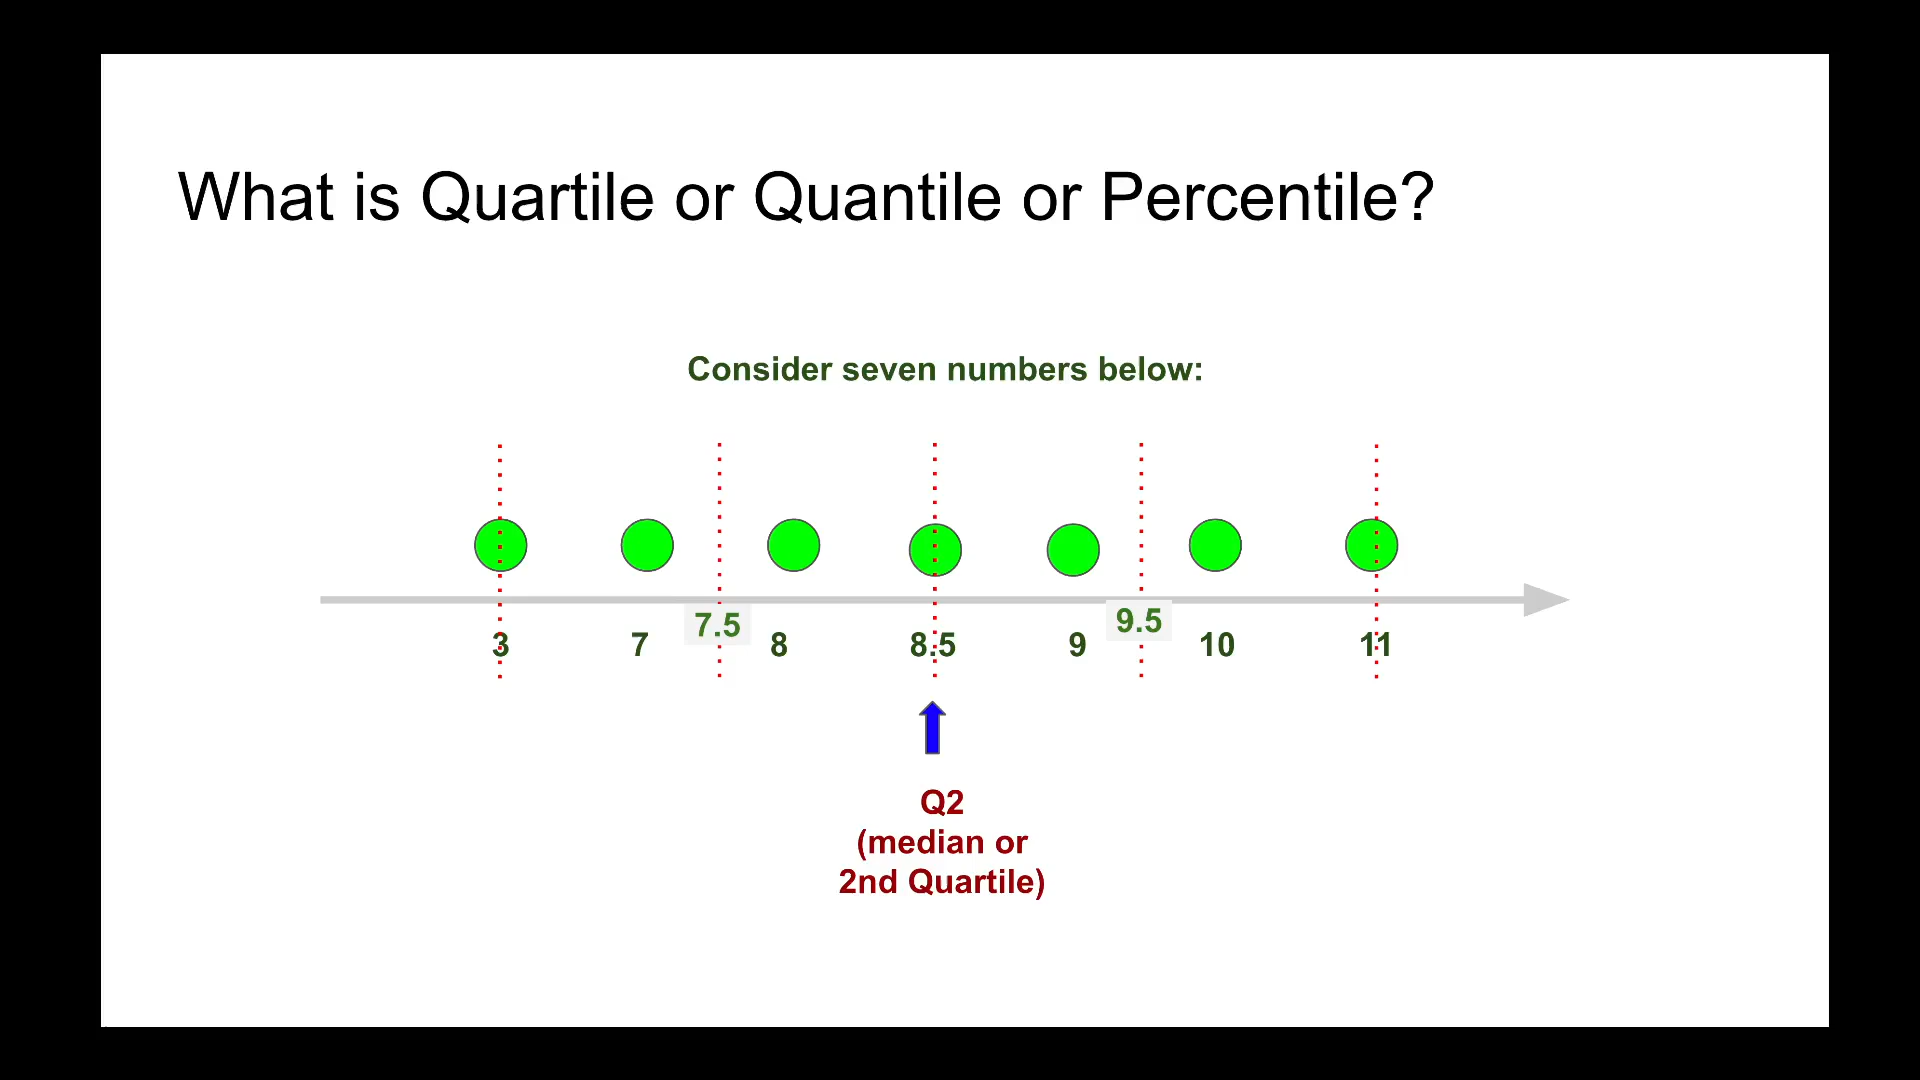 What is Quartile or Quantile or Percentile?
Consider seven numbers below:
3 7 7.5 8 8.5 9 9.5 10 11
Q2
(median or
2nd Quartile)